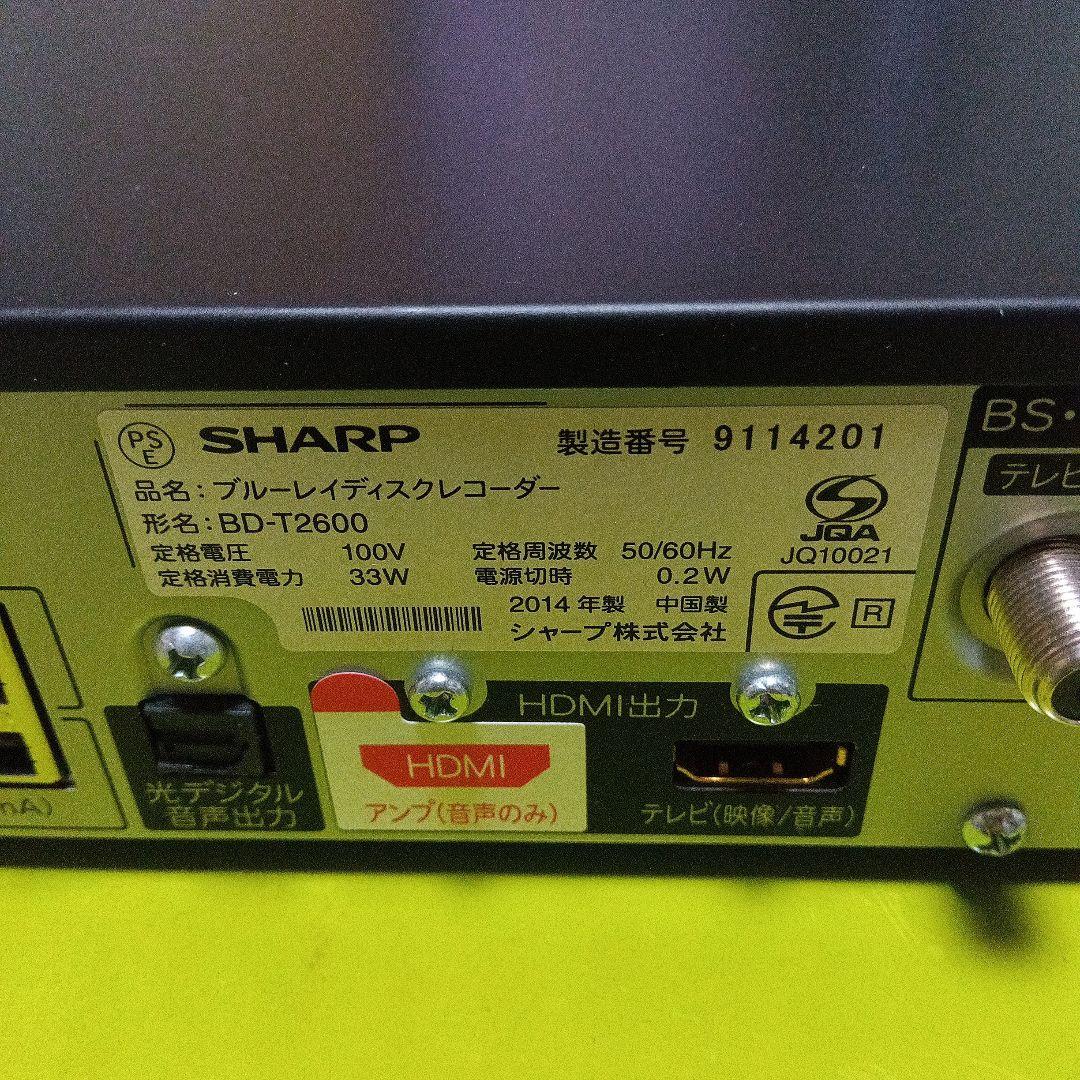 PSE
SHARP 製造番号 9114201
品名:ブルーレイディスクレコーダー
形名:BD-T2600
定格電圧 100V 定格周波数 50/60Hz
定格消費電力 33W 電源切時 0.2W
2014年製 中国製
シャープ株式会社
JQA
JQ10021
R
BS・
テレビ
HDMI出力
HDMI
アンプ(音声のみ)
テレビ(映像/音声)
光デジタル
音声出力
mA)